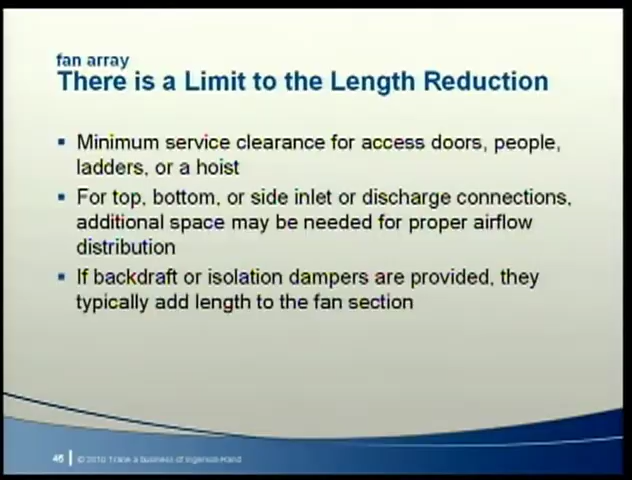 fan array
There is a Limit to the Length Reduction
▪ Minimum service clearance for access doors, people,
ladders, or a hoist
▪ For top, bottom, or side inlet or discharge connections,
additional space may be needed for proper airflow
distribution
▪ If backdraft or isolation dampers are provided, they
typically add length to the fan section
© 2010 Trane a business of Ingersoll-Rand